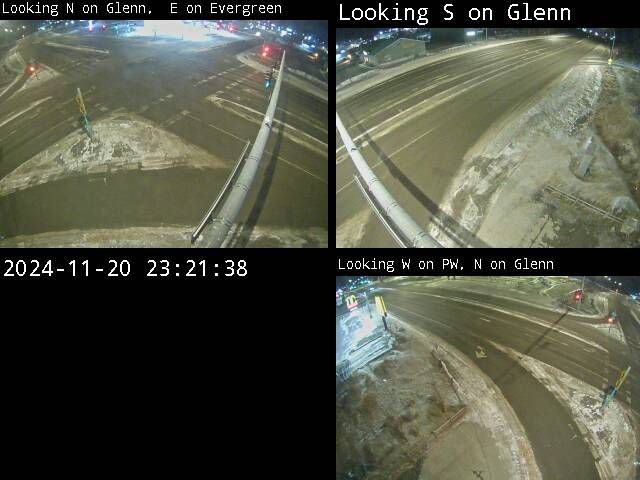 Looking N on Glenn, E on Evergreen
Looking S on Glenn
2024-11-20 23:21:38
Looking W on PW, N on Glenn